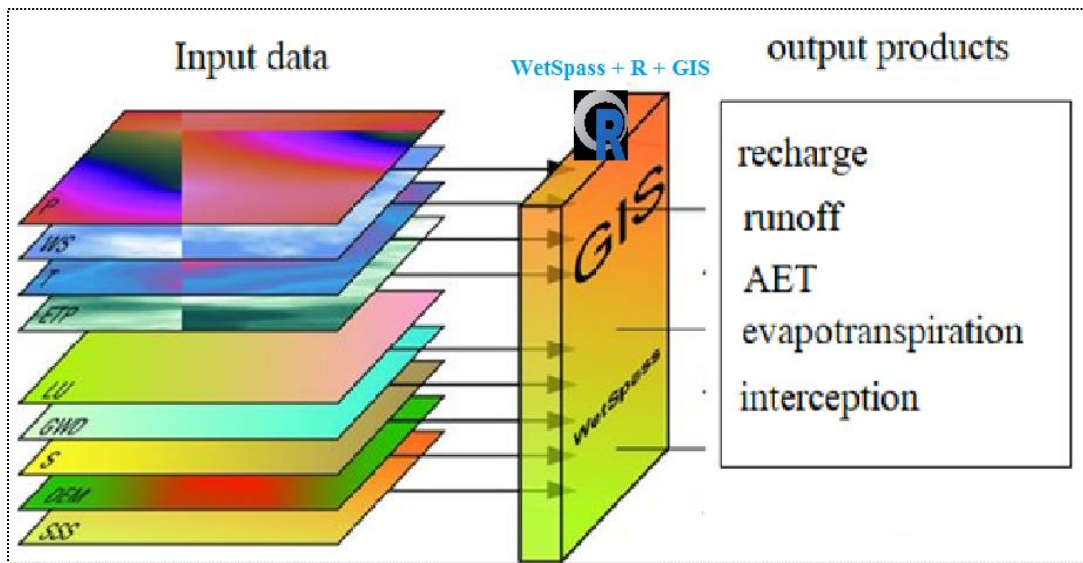 Input data
WetSpass + R + GIS
output products
R
P
WS
T
ETP
LU
GWD
S
DEM
SSS
GIS
WetSpass
recharge
runoff
AET
evapotranspiration
interception